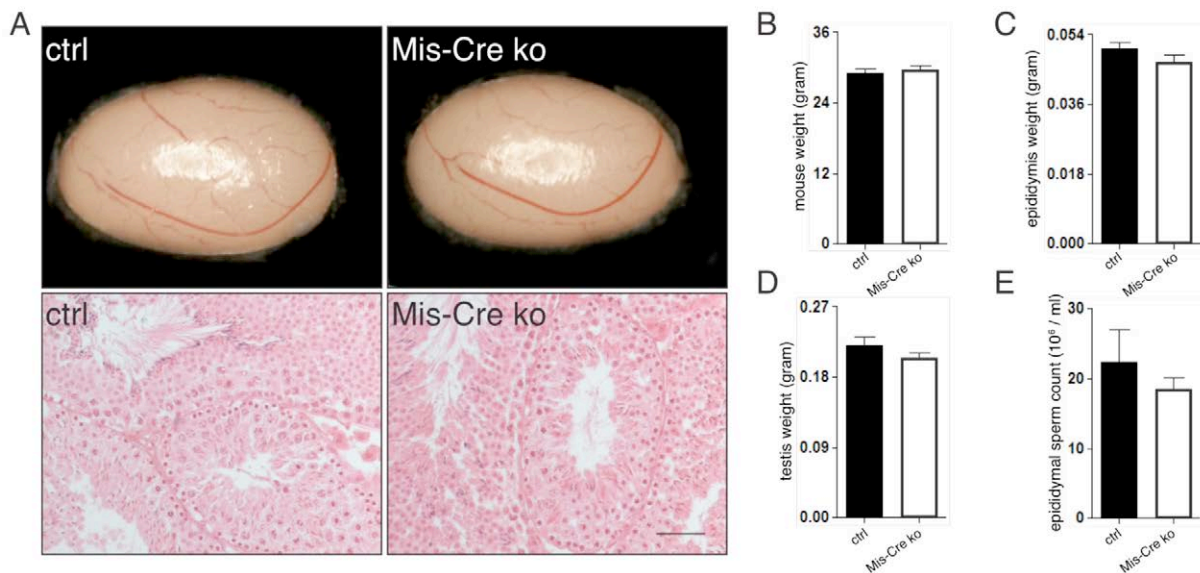 A
ctrl
Mis-Cre ko
ctrl
Mis-Cre ko
B
mouse weight (gram)
36
24
12
0
ctrl
Mis-Cre ko
C
epididymis weight (gram)
0.054
0.036
0.018
0.000
ctrl
Mis-Cre ko
D
testis weight (gram)
0.27
0.18
0.09
0.00
ctrl
Mis-Cre ko
E
epididymal sperm count (10⁶ / ml)
30
20
10
0
ctrl
Mis-Cre ko